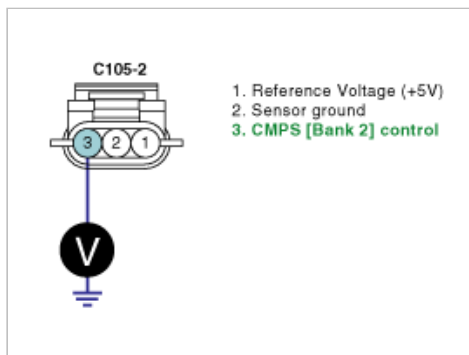 C105-2
1. Reference Voltage (+5V)
2. Sensor ground
3. CMPS [Bank 2] control
3 2 1
V